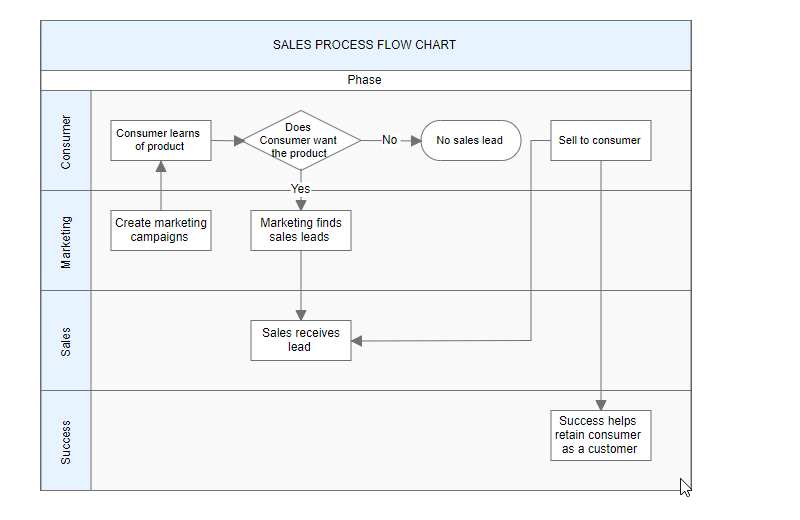 SALES PROCESS FLOW CHART
Phase
Consumer
Consumer learns
of product
Does
Consumer want
the product
No
No sales lead
Sell to consumer
Yes
Marketing
Create marketing
campaigns
Marketing finds
sales leads
Sales
Sales receives
lead
Success
Success helps
retain consumer
as a customer